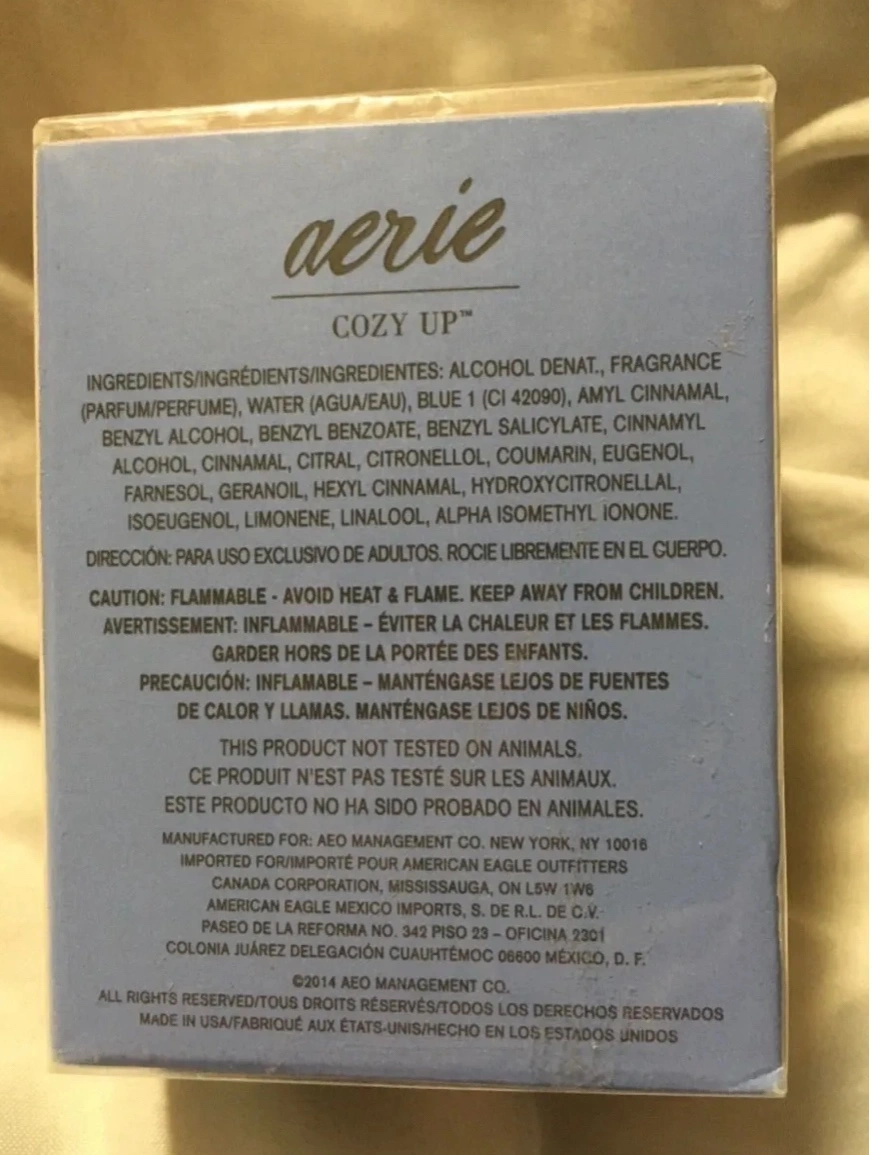 aerie
COZY UP™
INGREDIENTS/INGRÉDIENTS/INGREDIENTES: ALCOHOL DENAT., FRAGRANCE
(PARFUM/PERFUME), WATER (AGUA/EAU), BLUE 1 (CI 42090), AMYL CINNAMAL,
BENZYL ALCOHOL, BENZYL BENZOATE, BENZYL SALICYLATE, CINNAMYL
ALCOHOL, CINNAMAL, CITRAL, CITRONELLOL, COUMARIN, EUGENOL,
FARNESOL, GERANOIL, HEXYL CINNAMAL, HYDROXYCITRONELLAL,
ISOEUGENOL, LIMONENE, LINALOOL, ALPHA ISOMETHYL IONONE.
DIRECCIÓN: PARA USO EXCLUSIVO DE ADULTOS. ROCIE LIBREMENTE EN EL CUERPO.
CAUTION: FLAMMABLE - AVOID HEAT & FLAME. KEEP AWAY FROM CHILDREN.
AVERTISSEMENT: INFLAMMABLE – ÉVITER LA CHALEUR ET LES FLAMMES.
GARDER HORS DE LA PORTÉE DES ENFANTS.
PRECAUCIÓN: INFLAMABLE – MANTÉNGASE LEJOS DE FUENTES
DE CALOR Y LLAMAS. MANTÉNGASE LEJOS DE NIÑOS.
THIS PRODUCT NOT TESTED ON ANIMALS.
CE PRODUIT N'EST PAS TESTÉ SUR LES ANIMAUX.
ESTE PRODUCTO NO HA SIDO PROBADO EN ANIMALES.
MANUFACTURED FOR: AEO MANAGEMENT CO. NEW YORK, NY 10016
IMPORTED FOR/IMPORTÉ POUR AMERICAN EAGLE OUTFITTERS
CANADA CORPORATION, MISSISSAUGA, ON L5W 1W6
AMERICAN EAGLE MEXICO IMPORTS, S. DE R.L. DE C.V.
PASEO DE LA REFORMA NO. 342 PISO 23 – OFICINA 2301
COLONIA JUÁREZ DELEGACIÓN CUAUHTÉMOC 06600 MÉXICO, D. F.
©2014 AEO MANAGEMENT CO.
ALL RIGHTS RESERVED/TOUS DROITS RÉSERVÉS/TODOS LOS DERECHOS RESERVADOS
MADE IN USA/FABRIQUÉ AUX ÉTATS-UNIS/HECHO EN LOS ESTADOS UNIDOS